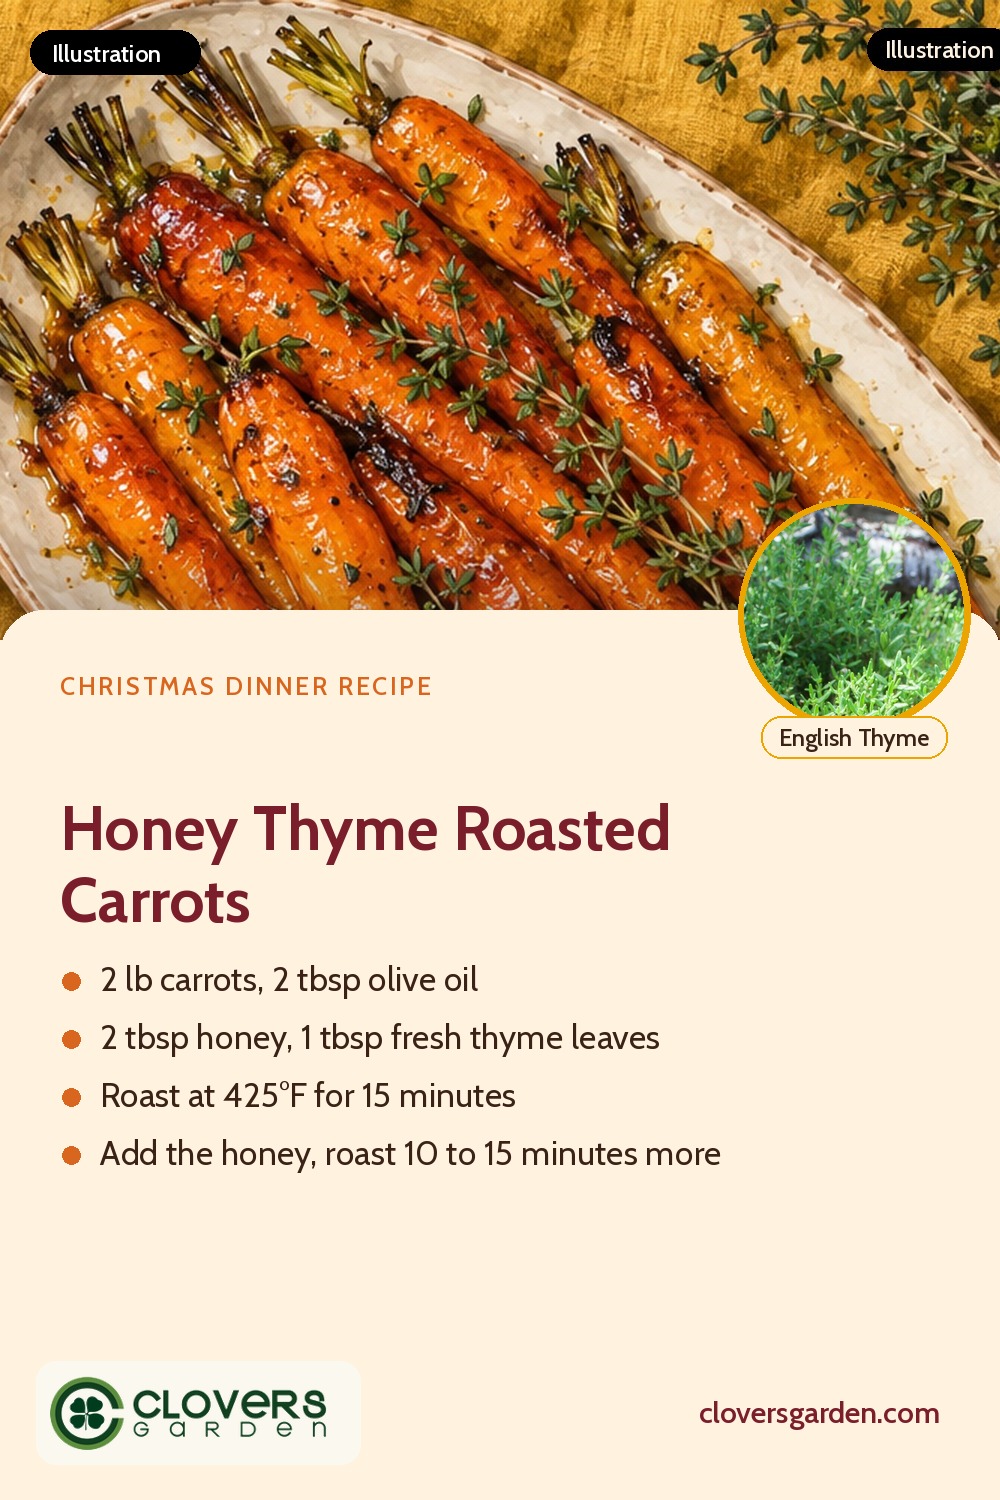 Illustration
Illustration
English Thyme
CHRISTMAS DINNER RECIPE
Honey Thyme Roasted
Carrots
2 lb carrots, 2 tbsp olive oil
2 tbsp honey, 1 tbsp fresh thyme leaves
Roast at 425°F for 15 minutes
Add the honey, roast 10 to 15 minutes more
CLOVERS
GARDEN
cloversgarden.com